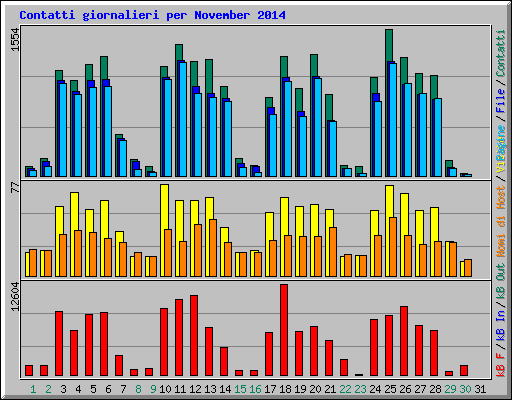 Contatti giornalieri per November 2014
1554
77
12604
kB F / kB In / kB Out Nomi di Host / Pagine / File / Contatti
1 2 3 4 5 6 7 8 9 10 11 12 13 14 15 16 17 18 19 20 21 22 23 24 25 26 27 28 29 30 31